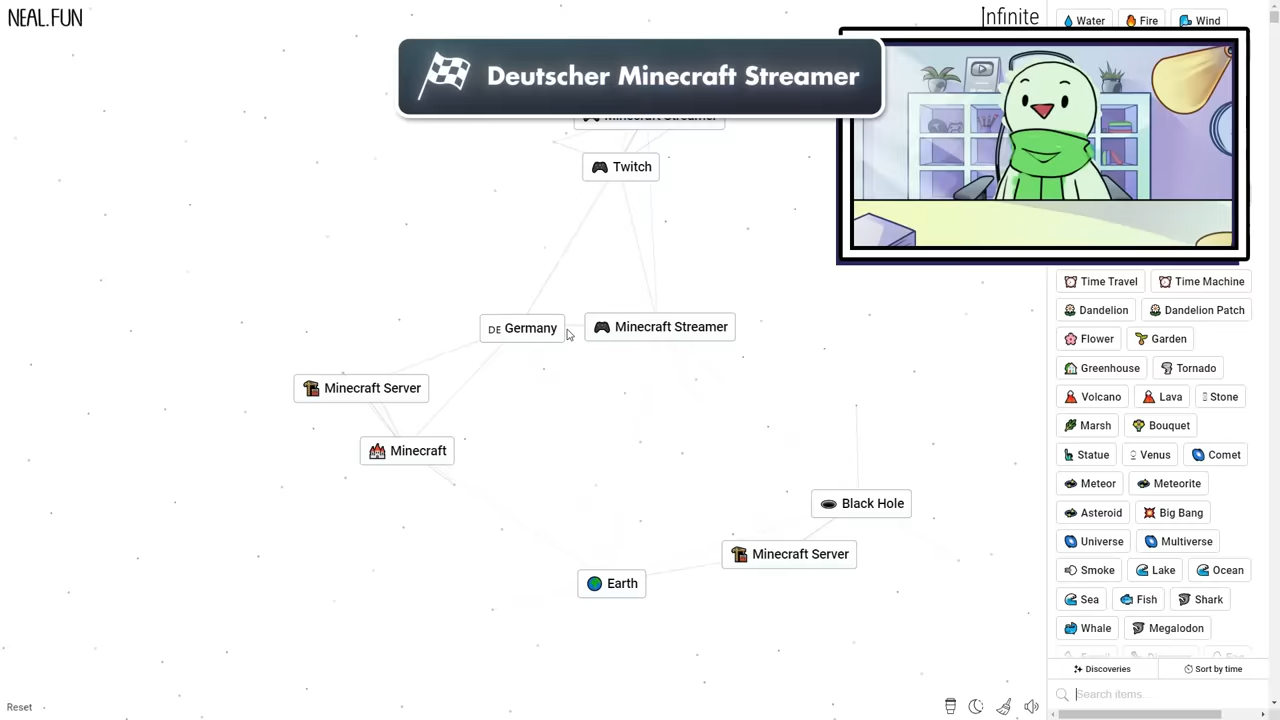 NEAL.FUN
Infinite
Water
Fire
Wind
Deutscher Minecraft Streamer
Minecraft Streamer
Twitch
DE Germany
Minecraft Streamer
Minecraft Server
Minecraft
Black Hole
Minecraft Server
Earth
Time Travel
Time Machine
Dandelion
Dandelion Patch
Flower
Garden
Greenhouse
Tornado
Volcano
Lava
Stone
Marsh
Bouquet
Statue
Venus
Comet
Meteor
Meteorite
Asteroid
Big Bang
Universe
Multiverse
Smoke
Lake
Ocean
Sea
Fish
Shark
Whale
Megalodon
Discoveries
Sort by time
Search items...
Reset